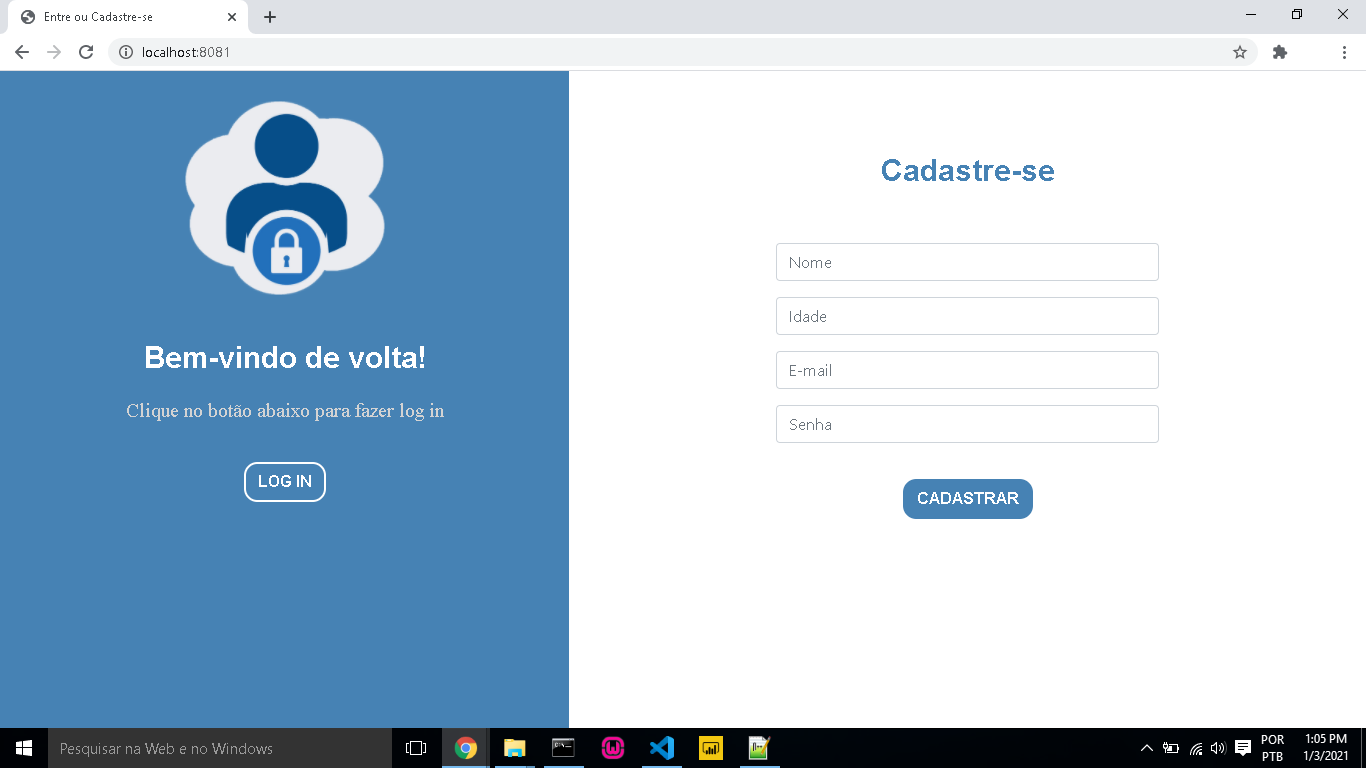 Entre ou Cadastre-se
localhost:8081
Bem-vindo de volta!
Clique no botão abaixo para fazer log in
LOG IN
Cadastre-se
Nome
Idade
E-mail
Senha
CADASTRAR
Pesquisar na Web e no Windows
POR
PTB
1:05 PM
1/3/2021